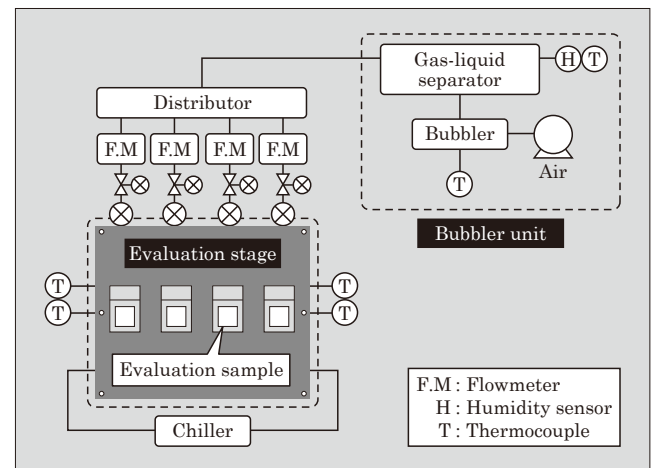 Gas-liquid
separator
H T
Distributor
Bubbler
F.M F.M F.M F.M
T
Air
Bubbler unit
Evaluation stage
T T
T T
Evaluation sample
F.M : Flowmeter
H : Humidity sensor
T : Thermocouple
Chiller